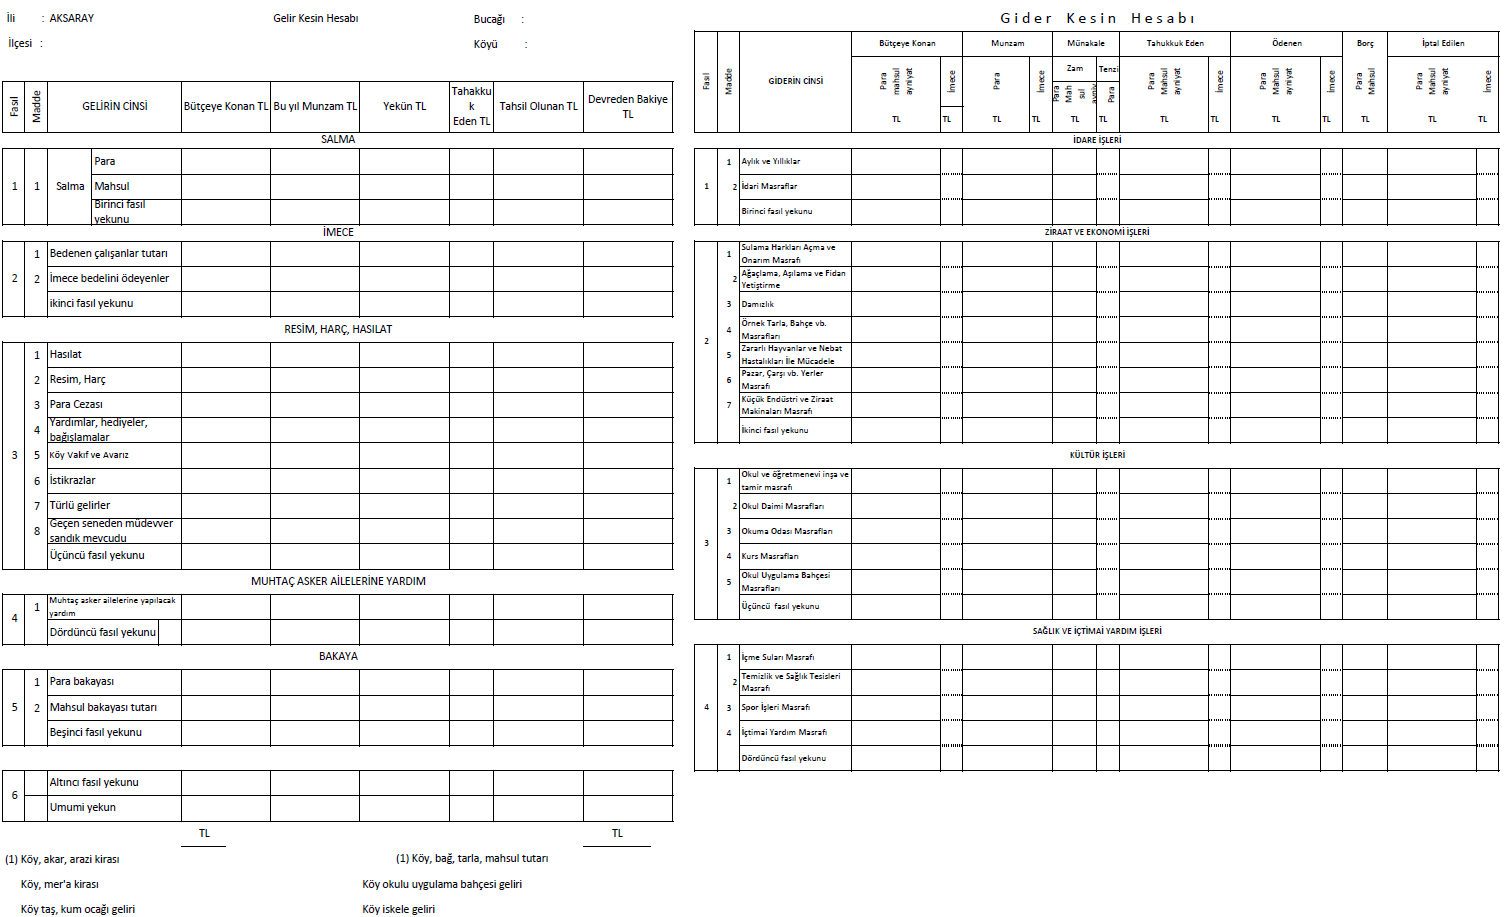 İli : AKSARAY Gelir Kesin Hesabı Bucağı :
İlçesi : Köyü :
Fasıl Madde GELİRİN CİNSİ Bütçeye Konan TL Bu yıl Munzam TL Yekün TL Tahakkuk Eden TL Tahsil Olunan TL Devreden Bakiye TL
SALMA
1 1 Salma Para
Mahsul
Birinci fasıl
yekunu
İMECE
2
1 Bedenen çalışanlar tutarı
2 İmece bedelini ödeyenler
ikinci fasıl yekunu
RESİM, HARÇ, HASILAT
3
1 Hasılat
2 Resim, Harç
3 Para Cezası
4 Yardımlar, hediyeler,
bağışlamalar
5 Köy Vakıf ve Avarız
6 İstikrazlar
7 Türlü gelirler
8 Geçen seneden müdevver
sandık mevcudu
Üçüncü fasıl yekunu
MUHTAÇ ASKER AİLELERİNE YARDIM
4
1 Muhtaç asker ailelerine yapılacak
yardım
Dördüncü fasıl yekunu
BAKAYA
5
1 Para bakayası
2 Mahsul bakayası tutarı
Beşinci fasıl yekunu
6
Altıncı fasıl yekunu
Umumi yekun
TL TL
(1) Köy, akar, arazi kirası (1) Köy, bağ, tarla, mahsul tutarı
Köy, mer'a kirası Köy okulu uygulama bahçesi geliri
Köy taş, kum ocağı geliri Köy iskele geliri
Gider Kesin Hesabı
Fasıl Madde GİDERİN CİNSİ Bütçeye Konan Munzam Münakale Tahukkuk Eden Ödenen Borç İptal Edilen
Zam Tenzi
Para mahsul ayniyat İmece Para İmece Para Mah sul ayniy Para Para Mahsul ayniyat İmece Para Mahsul ayniyat İmece Para Mahsul Para Mahsul ayniyat İmece
TL TL TL TL TL TL TL TL TL TL TL TL TL
İDARE İŞLERİ
1
1 Aylık ve Yıllıklar
2 İdari Masraflar
Birinci fasıl yekunu
ZİRAAT VE EKONOMİ İŞLERİ
2
1 Sulama Harkları Açma ve
Onarım Masrafı
2 Ağaçlama, Aşılama ve Fidan
Yetiştirme
3 Damızlık
4 Örnek Tarla, Bahçe vb.
Masrafları
5 Zararlı Hayvanlar ve Nebat
Hastalıkları İle Mücadele
6 Pazar, Çarşı vb. Yerler
Masrafı
7 Küçük Endüstri ve Ziraat
Makinaları Masrafı
İkinci fasıl yekunu
KÜLTÜR İŞLERİ
3
1 Okul ve öğretmenevi inşa ve
tamir masrafı
2 Okul Daimi Masrafları
3 Okuma Odası Masrafları
4 Kurs Masrafları
5 Okul Uygulama Bahçesi
Masrafları
Üçüncü fasıl yekunu
SAĞLIK VE İÇTİMAİ YARDIM İŞLERİ
4
1 İçme Suları Masrafı
2 Temizlik ve Sağlık Tesisleri
Masrafı
3 Spor İşleri Masrafı
4 İçtimai Yardım Masrafı
Dördüncü fasıl yekunu